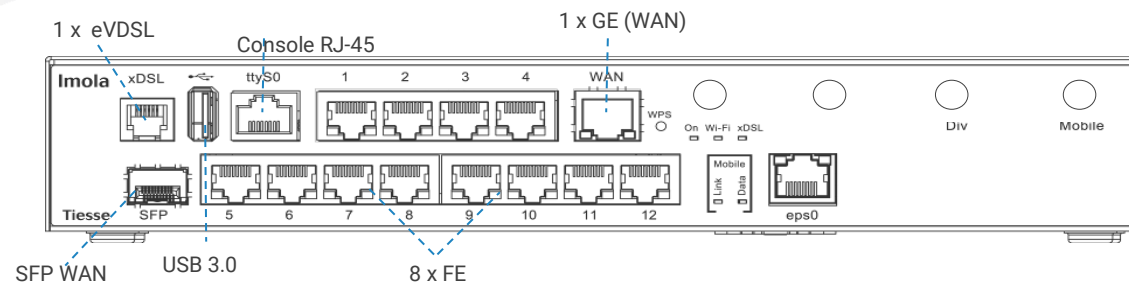 1 x eVDSL
1 x GE (WAN)
Console RJ-45
Imola xDSL ttyS0 1 2 3 4 WAN
WPS
On Wi-Fi xDSL
Div Mobile
Mobile
Link Data
Tiesse SFP 5 6 7 8 9 10 11 12 eps0
SFP WAN USB 3.0 8 x FE